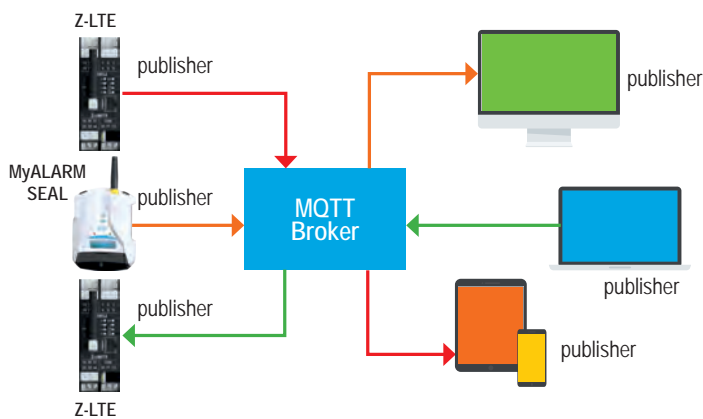 Z-LTE
publisher
publisher
MyALARM
SEAL
publisher
MQTT
Broker
publisher
publisher
publisher
publisher
Z-LTE